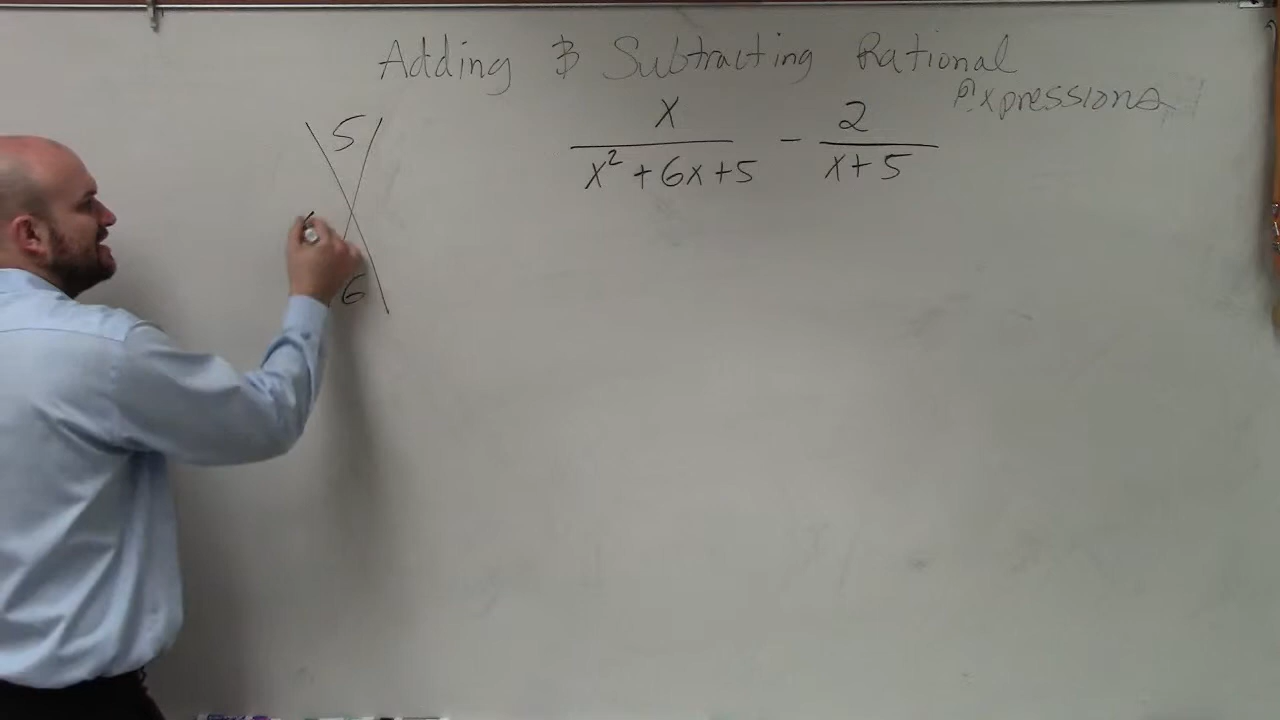 Adding & Subtracting Rational
Expressions
x/(x² + 6x + 5) - 2/(x + 5)
5
6